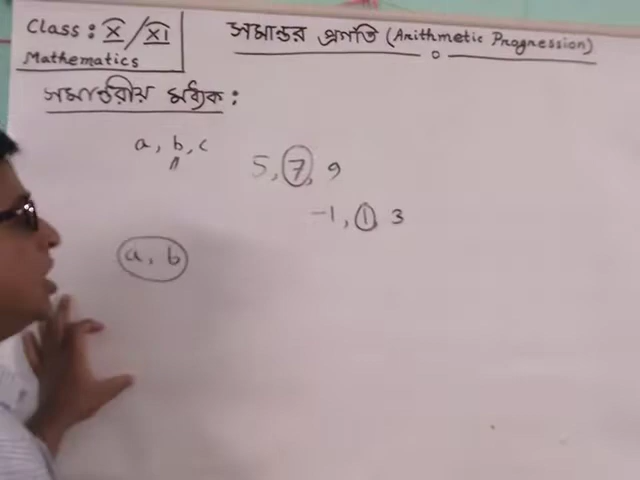 Class: X/XI
Mathematics
সমান্তর প্রগতি (Arithmetic Progression)
সমান্তরীয় মধ্যক :
a, b, c
5, 7, 9
-1, 1, 3
a, b